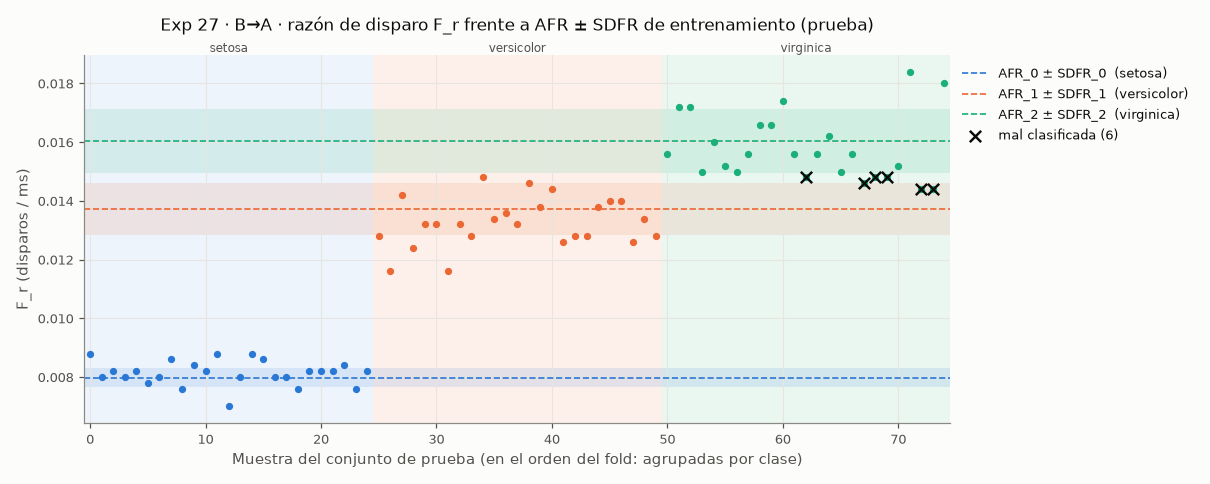 Exp 27 · B→A · razón de disparo F_r frente a AFR ± SDFR de entrenamiento (prueba)
setosa versicolor virginica
AFR_0 ± SDFR_0 (setosa)
AFR_1 ± SDFR_1 (versicolor)
AFR_2 ± SDFR_2 (virginica)
mal clasificada (6)
F_r (disparos / ms)
0.018
0.016
0.014
0.012
0.010
0.008
0 10 20 30 40 50 60 70
Muestra del conjunto de prueba (en el orden del fold: agrupadas por clase)